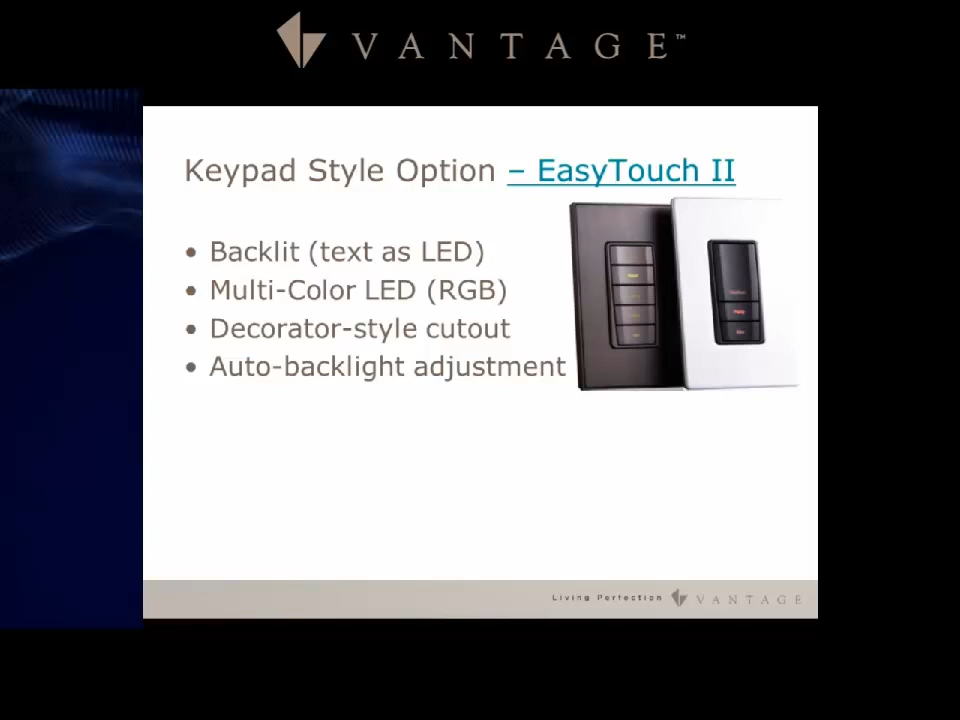 VANTAGE™
Keypad Style Option – EasyTouch II
• Backlit (text as LED)
• Multi-Color LED (RGB)
• Decorator-style cutout
• Auto-backlight adjustment
Living Perfection VANTAGE